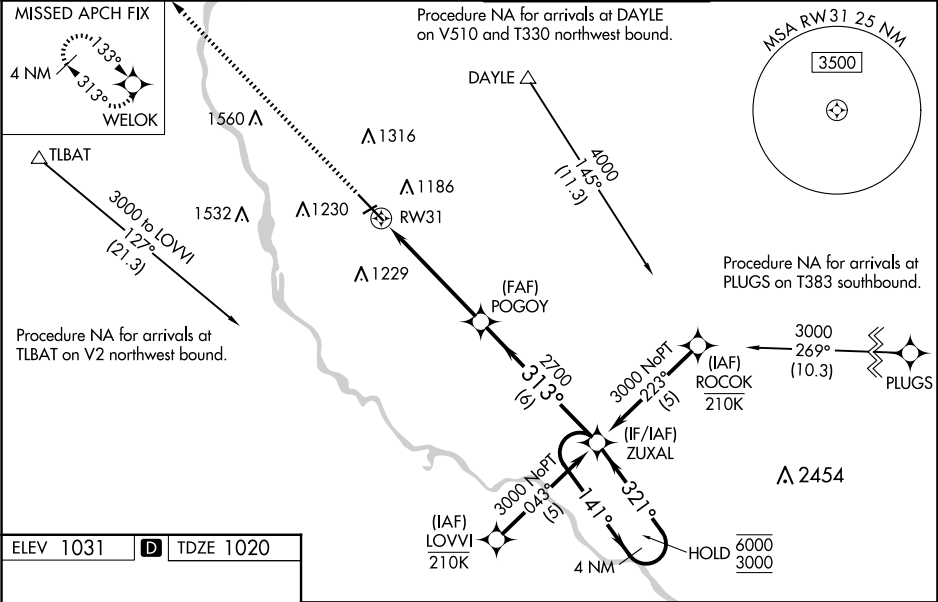 MISSED APCH FIX
133°
4 NM
313°
WELOK
Procedure NA for arrivals at DAYLE
on V510 and T330 northwest bound.
MSA RW31 25 NM
3500
DAYLE
4000
145°
(11.3)
1560
1316
1186
1532
1230
RW31
1229
TLBAT
3000 to LOVVI
127°
(21.3)
Procedure NA for arrivals at
TLBAT on V2 northwest bound.
(FAF)
POGOY
Procedure NA for arrivals at
PLUGS on T383 southbound.
3000
269°
(10.3)
PLUGS
2700
313°
(6)
3000 NoPT
223°
(5)
(IAF)
ROCOK
210K
(IF/IAF)
ZUXAL
2454
3000 NoPT
043°
(5)
(IAF)
LOVVI
210K
141°
321°
4 NM
HOLD
6000
3000
ELEV 1031 D TDZE 1020